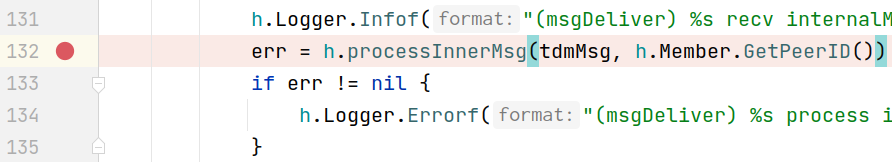 131 h.Logger.Infof( format: "(msgDeliver) %s recv internalM
132 err = h.processInnerMsg(tdmMsg, h.Member.GetPeerID())
133 if err != nil {
134 h.Logger.Errorf( format: "(msgDeliver) %s process i
135 }